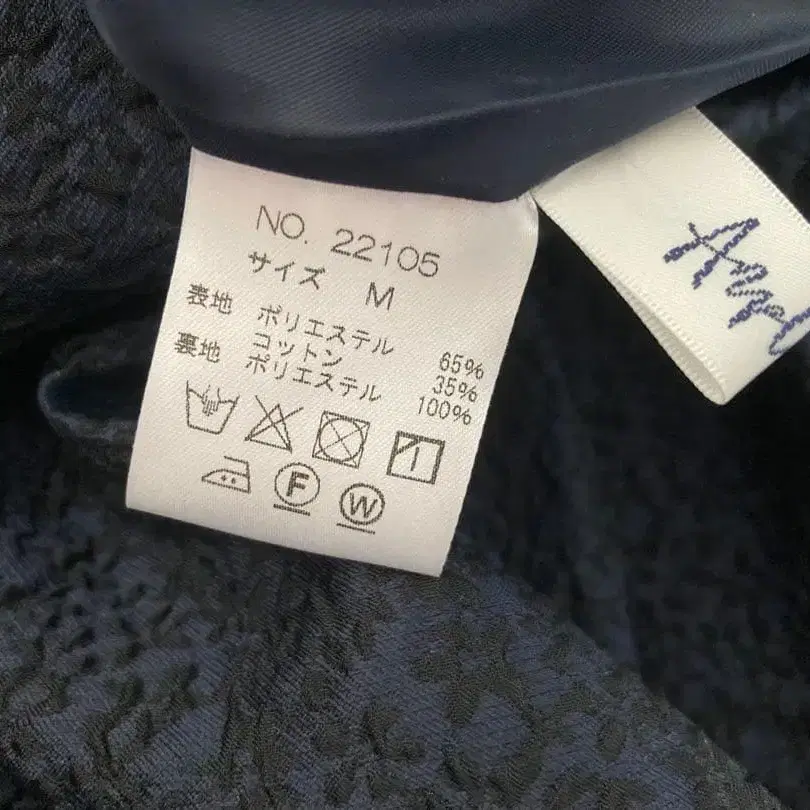 NO. 22105
サイズ M
表地 ポリエステル 65%
コットン 35%
裏地 ポリエステル 100%
F
W